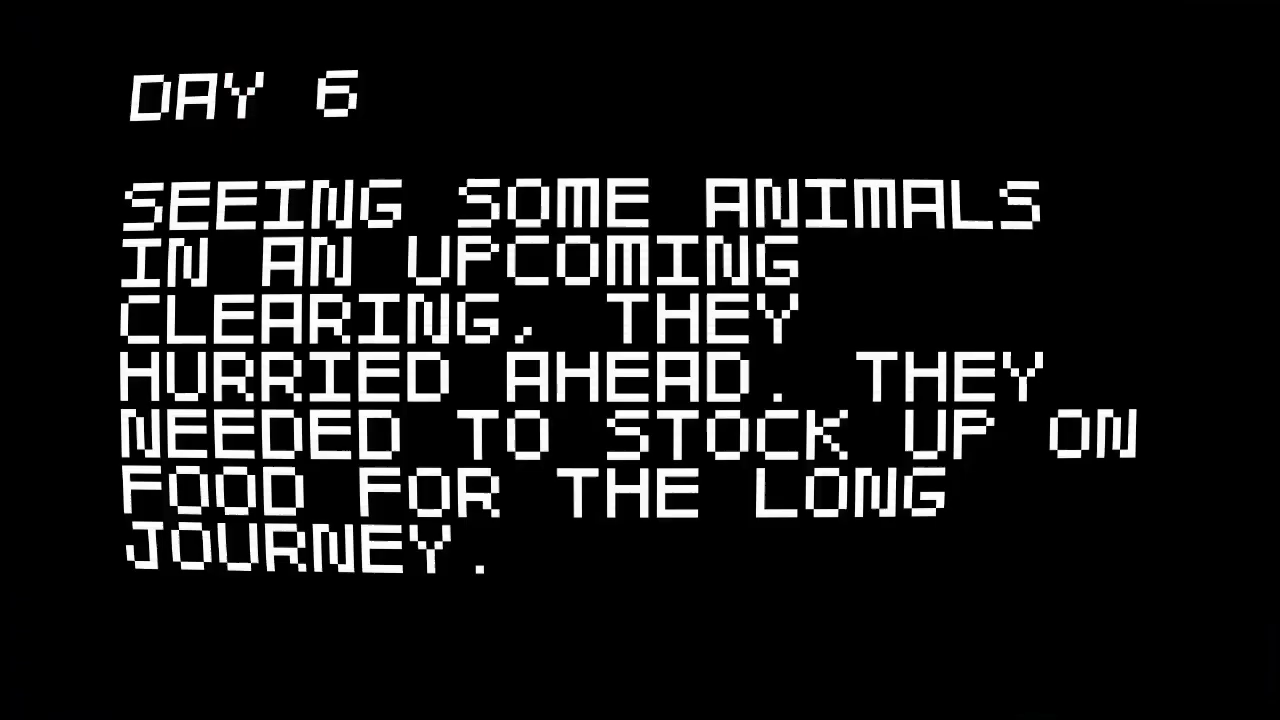 DAY 6
SEEING SOME ANIMALS
IN AN UPCOMING
CLEARING, THEY
HURRIED AHEAD. THEY
NEEDED TO STOCK UP ON
FOOD FOR THE LONG
JOURNEY.